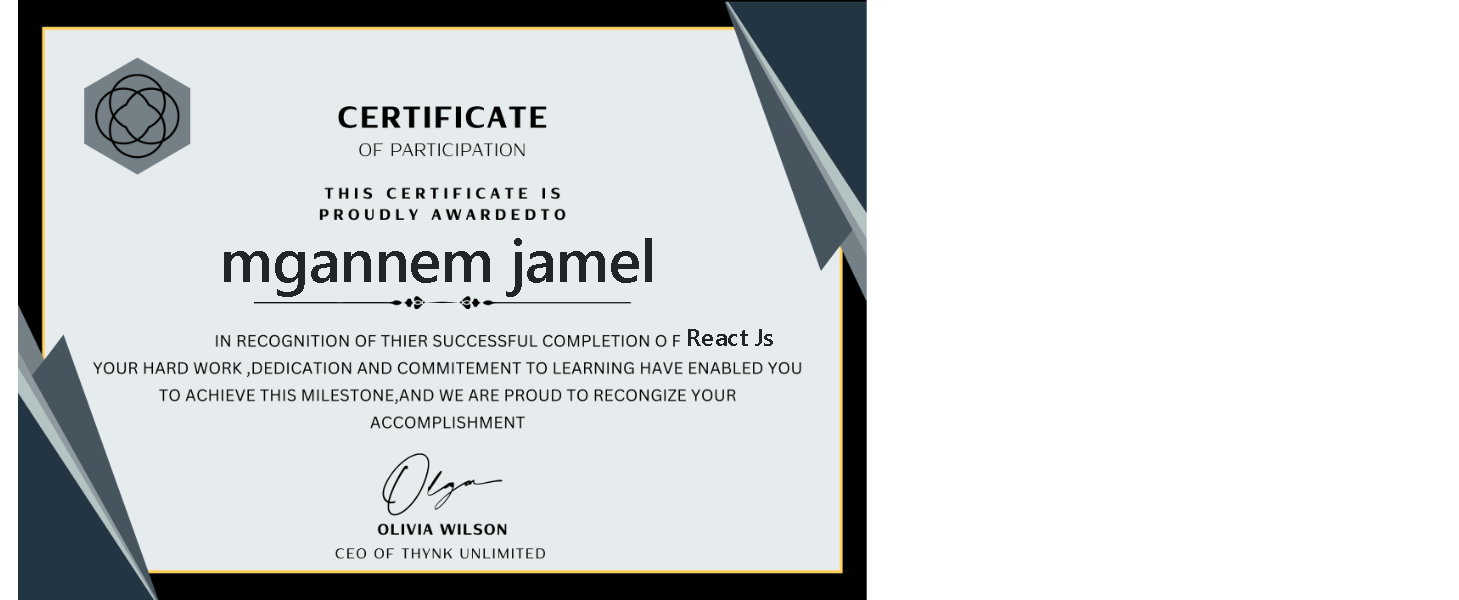 CERTIFICATE
OF PARTICIPATION
THIS CERTIFICATE IS
PROUDLY AWARDEDTO
mgannem jamel
IN RECOGNITION OF THIER SUCCESSFUL COMPLETION O F React Js
YOUR HARD WORK ,DEDICATION AND COMMITEMENT TO LEARNING HAVE ENABLED YOU
TO ACHIEVE THIS MILESTONE,AND WE ARE PROUD TO RECONGIZE YOUR
ACCOMPLISHMENT
Olga
OLIVIA WILSON
CEO OF THYNK UNLIMITED